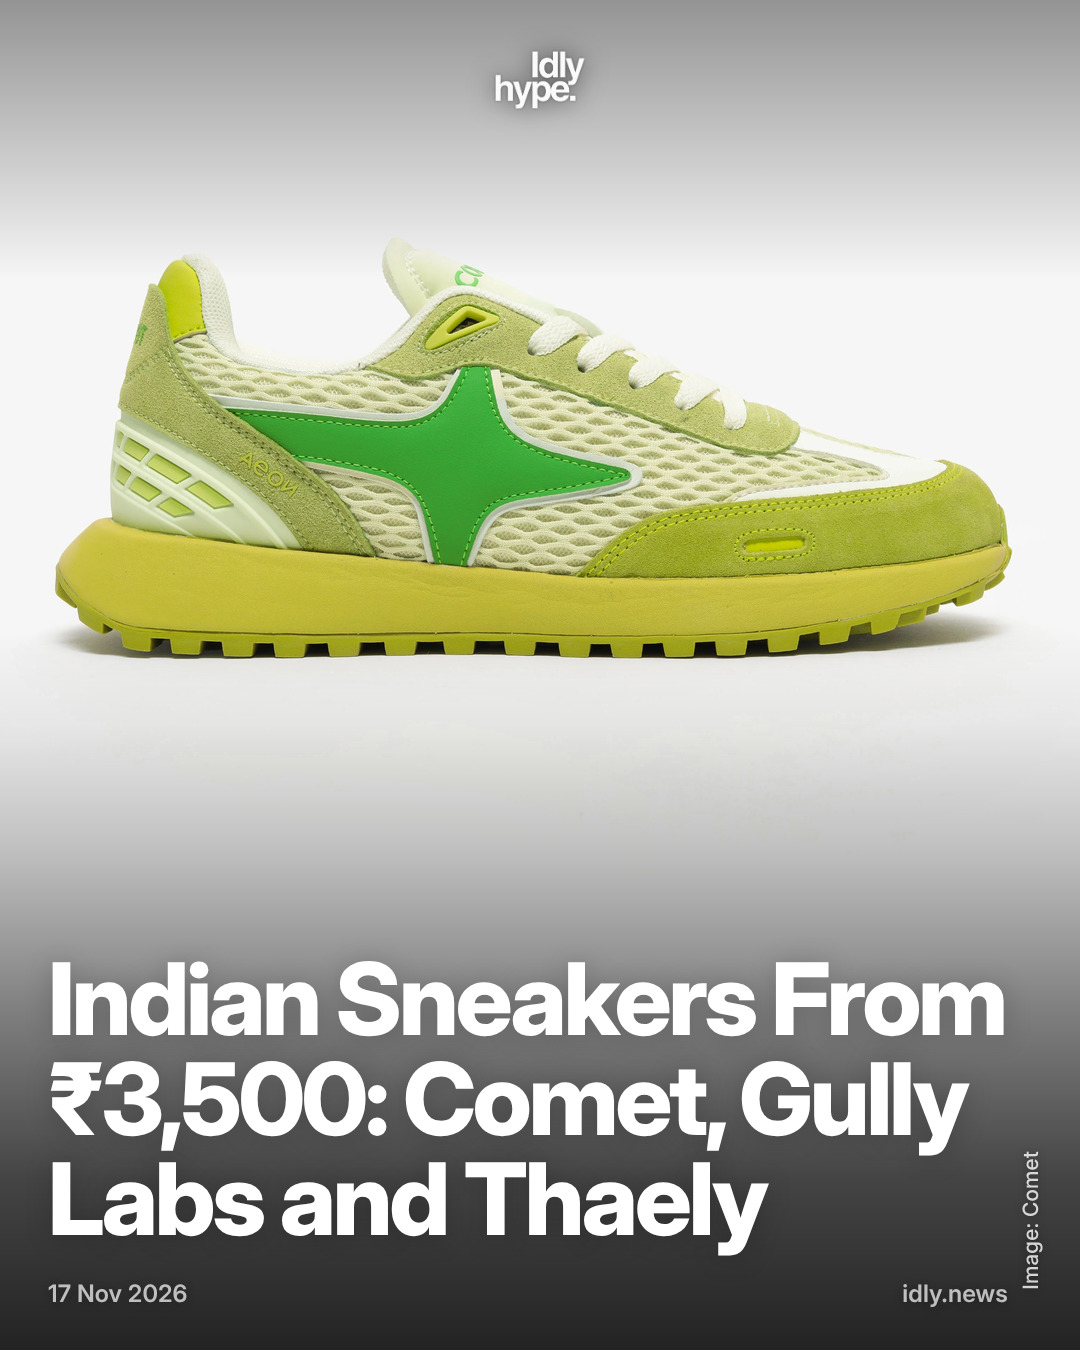 Idly
hype.
CO
AEON
Indian Sneakers From
₹3,500: Comet, Gully
Labs and Thaely
Image: Comet
17 Nov 2026
idly.news